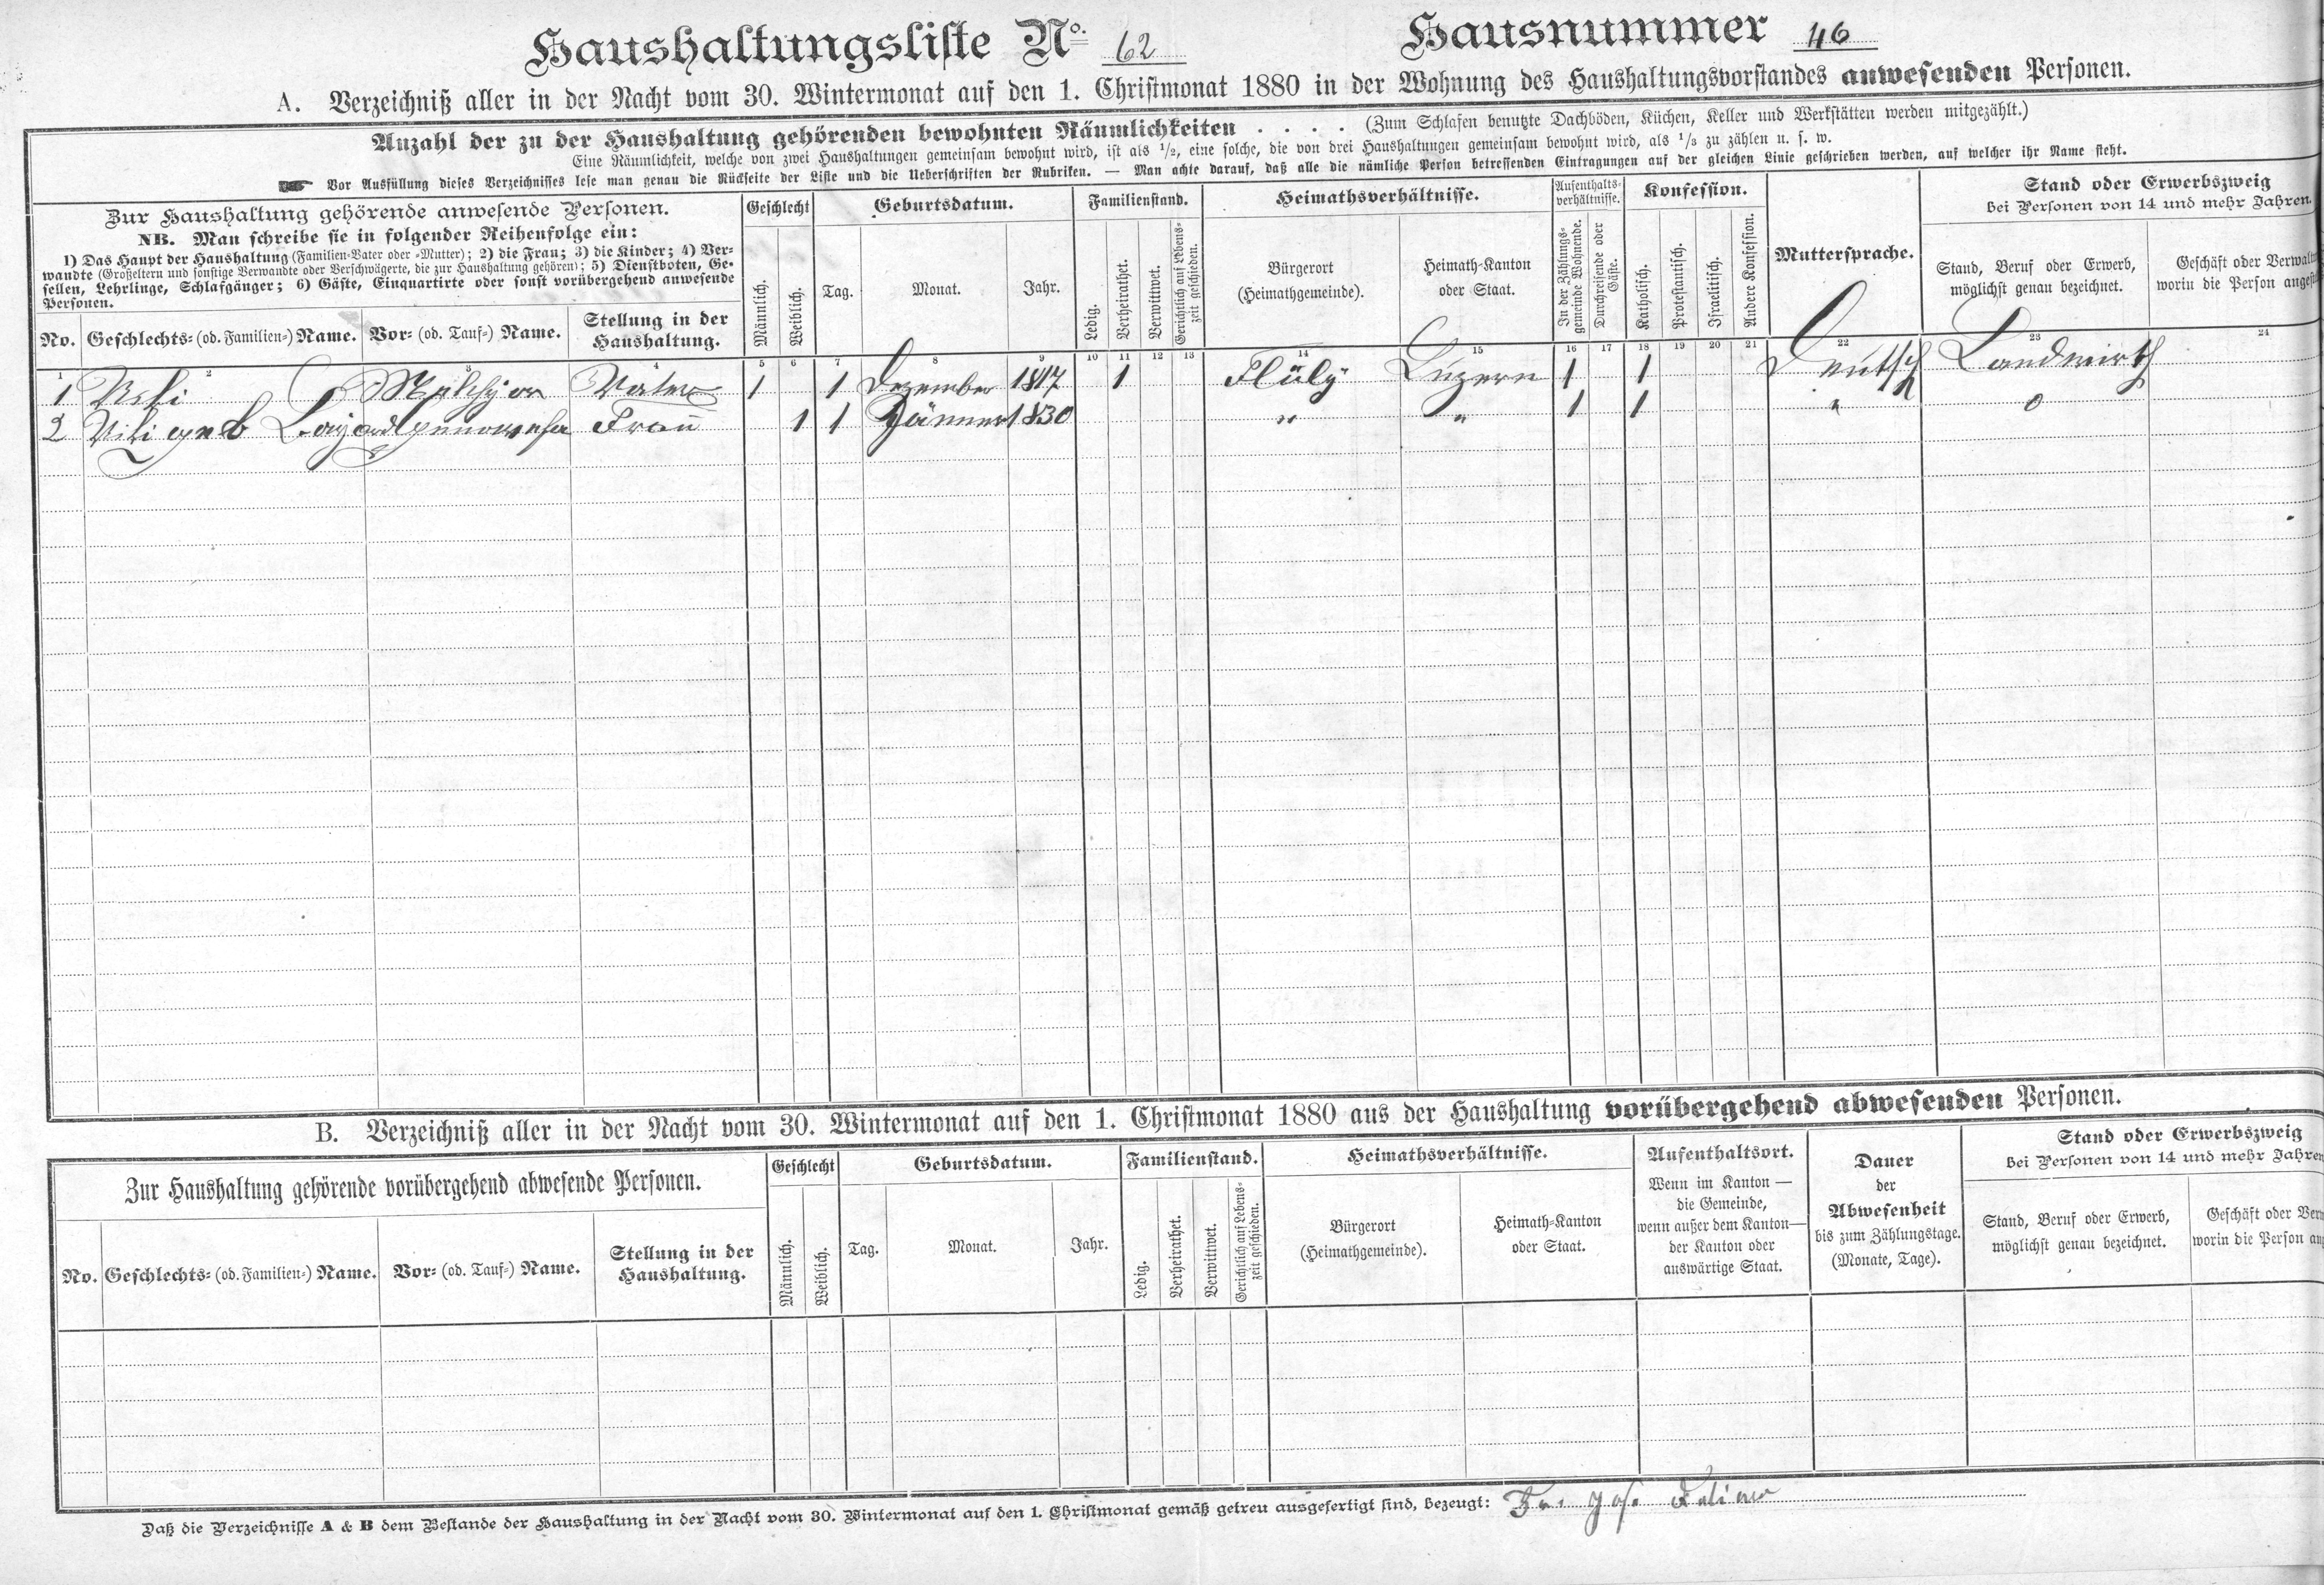 Haushaltungsliste No. 62 Hausnummer 46
A. Verzeichniß aller in der Nacht vom 30. Wintermonat auf den 1. Christmonat 1880 in der Wohnung des Haushaltungsvorstandes anwesenden Personen.
Anzahl der zu der Haushaltung gehörenden bewohnten Räumlichkeiten . . . . (Zum Schlafen benutzte Dachböden, Küchen, Keller und Werkstätten werden mitgezählt.)
Eine Räumlichkeit, welche von zwei Haushaltungen gemeinsam bewohnt wird, ist als 1/2, eine solche, die von drei Haushaltungen gemeinsam bewohnt wird, als 1/3 zu zählen u. s. w.
Vor Ausfüllung dieses Verzeichnisses lese man genau die Rückseite der Liste und die Ueberschriften der Rubriken. — Man achte darauf, daß alle die nämliche Person betreffenden Eintragungen auf der gleichen Linie geschrieben werden, auf welcher ihr Name steht.
Zur Haushaltung gehörende anwesende Personen.
NB. Man schreibe sie in folgender Reihenfolge ein:
1) Das Haupt der Haushaltung (Familien-Vater oder -Mutter); 2) die Frau; 3) die Kinder; 4) Ver-
wandte (Großeltern und sonstige Verwandte oder Verschwägerte, die zur Haushaltung gehören); 5) Dienstboten, Ge-
sellen, Lehrlinge, Schlafgänger; 6) Gäste, Einquartirte oder sonst vorübergehend anwesende
Personen.
No. Geschlechts- (od. Familien-) Name. Vor- (od. Tauf-) Name. Stellung in der
Haushaltung.
Geschlecht
Männlich. Weiblich.
Geburtsdatum.
Tag. Monat. Jahr.
Familienstand.
Ledig. Verheirathet. Verwittwet. Gerichtlich auf Lebens-
zeit geschieden.
Heimathsverhältnisse.
Bürgerort
(Heimathgemeinde).
Heimath-Kanton
oder Staat.
Aufenthalts-
verhältnisse.
In der Zählungs-
gemeinde Wohnende.
Durchreisende oder
Gäste.
Konfession.
Katholisch. Protestantisch. Israelitisch. Andere Konfession.
Muttersprache.
Stand oder Erwerbszweig
bei Personen von 14 und mehr Jahren.
Stand, Beruf oder Erwerb,
möglichst genau bezeichnet.
Geschäft oder
worin die Person
1 2 3 4 5 6 7 8 9 10 11 12 13 14 15 16 17 18 19 20 21 22 23 24
1 Melchior Vater 1 1 Dezember 1817 1 Flüly Luzern 1 1 Deutsch Landwirth
2 geb Frau 1 1 Jänner 1830 " " 1 1 " 0
B. Verzeichniß aller in der Nacht vom 30. Wintermonat auf den 1. Christmonat 1880 aus der Haushaltung vorübergehend abwesenden Personen.
Zur Haushaltung gehörende vorübergehend abwesende Personen.
No. Geschlechts- (od. Familien-) Name. Vor- (od. Tauf-) Name. Stellung in der
Haushaltung.
Geschlecht
Männlich. Weiblich.
Geburtsdatum.
Tag. Monat. Jahr.
Familienstand.
Ledig. Verheirathet. Verwittwet. Gerichtlich auf Lebens-
zeit geschieden.
Heimathsverhältnisse.
Bürgerort
(Heimathgemeinde).
Heimath-Kanton
oder Staat.
Aufenthaltsort.
Wenn im Kanton —
die Gemeinde,
wenn außer dem Kanton—
der Kanton oder
auswärtige Staat.
Dauer
der
Abwesenheit
bis zum Zählungstage.
(Monate, Tage).
Stand oder Erwerbszweig
bei Personen von 14 und mehr Jahren
Stand, Beruf oder Erwerb,
möglichst genau bezeichnet.
Geschäft oder
worin die Person
Daß die Verzeichnisse A & B dem Bestande der Haushaltung in der Nacht vom 30. Wintermonat auf den 1. Christmonat gemäß getreu ausgefertigt sind, bezeugt: